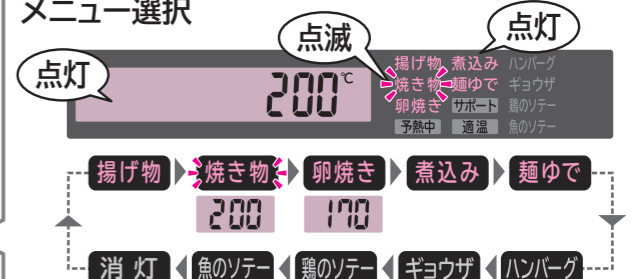 メニュー選択
点滅
点灯
点灯
200℃
揚げ物 煮込み ハンバーグ
焼き物 麺ゆで ギョウザ
卵焼き サポート 鶏のソテー
予熱中 適温 魚のソテー
揚げ物 焼き物 卵焼き 煮込み 麺ゆで
200 170
消灯 魚のソテー 鶏のソテー ギョウザ ハンバーグ